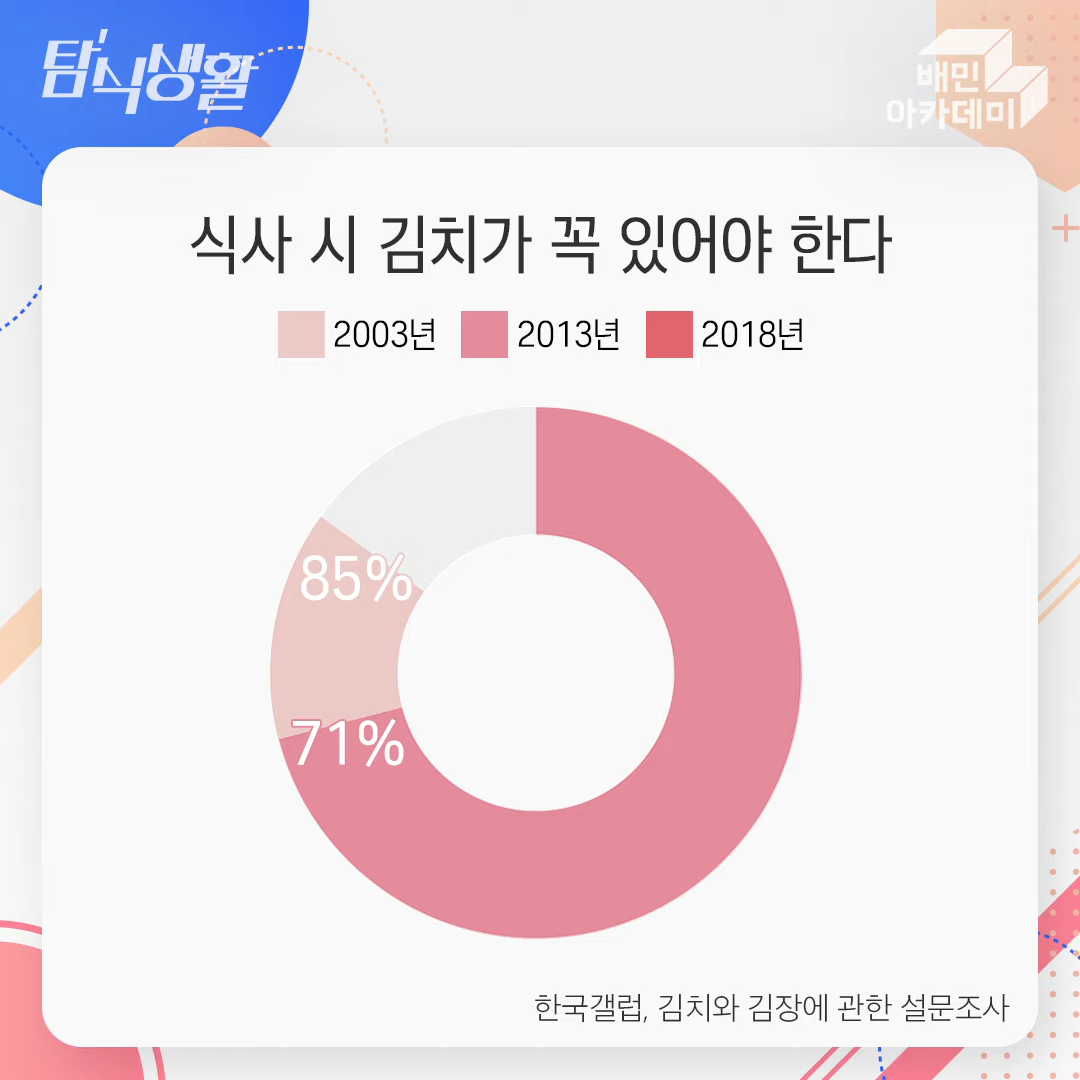 탐식생활
배민
아카데미
식사 시 김치가 꼭 있어야 한다
2003년 2013년 2018년
85%
71%
한국갤럽, 김치와 김장에 관한 설문조사